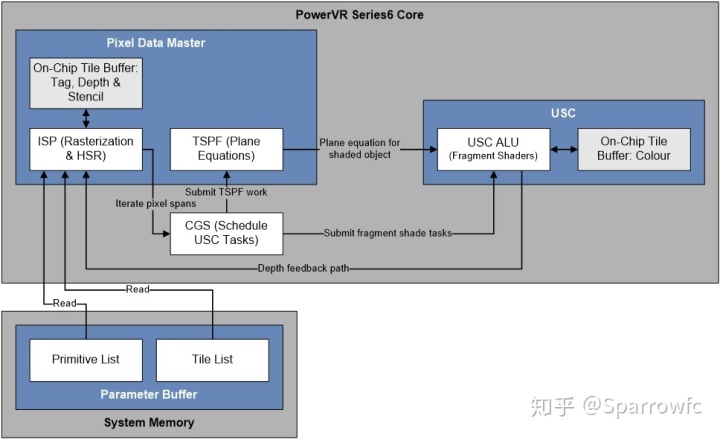 PowerVR Series6 Core
Pixel Data Master
On-Chip Tile Buffer:
Tag, Depth &
Stencil
ISP (Rasterization
& HSR)
TSPF (Plane
Equations)
Plane equation for
shaded object
USC
USC ALU
(Fragment Shaders)
On-Chip Tile
Buffer: Colour
Submit TSPF work
Iterate pixel spans
CGS (Schedule
USC Tasks)
Submit fragment shade tasks
Depth feedback path
Read
Read
Primitive List
Tile List
Parameter Buffer
System Memory
知乎 @Sparrowfc